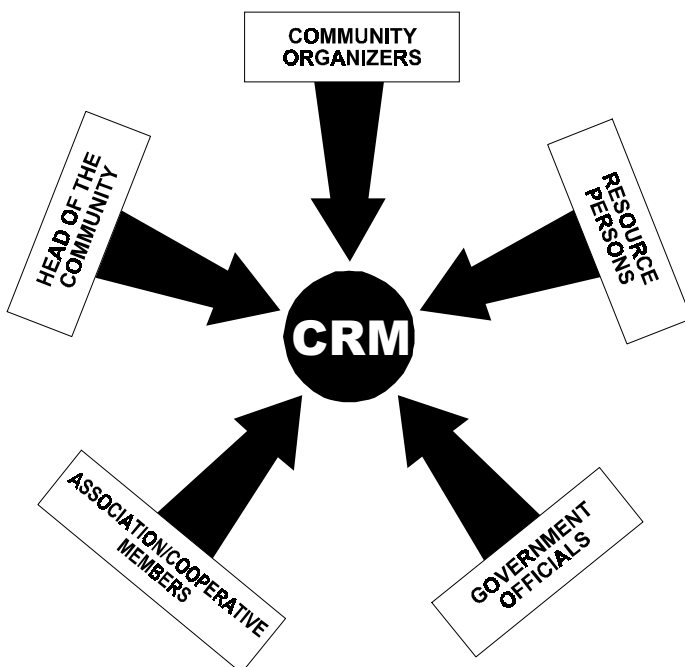 COMMUNITY
ORGANIZERS
HEAD OF THE
COMMUNITY
RESOURCE
PERSONS
CRM
ASSOCIATION/COOPERATIVE
MEMBERS
GOVERNMENT
OFFICIALS